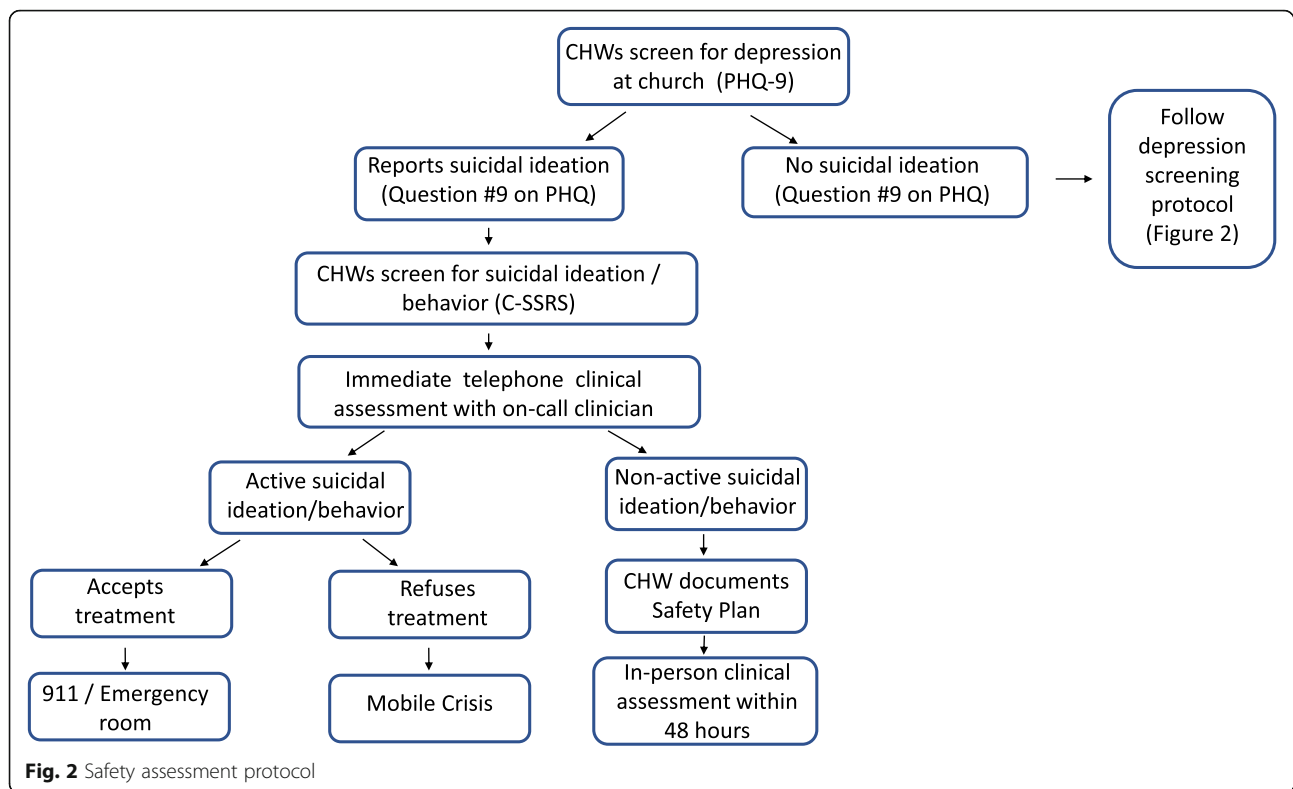 CHWs screen for depression
at church (PHQ-9)
Reports suicidal ideation
(Question #9 on PHQ)
No suicidal ideation
(Question #9 on PHQ)
Follow
depression
screening
protocol
(Figure 2)
CHWs screen for suicidal ideation /
behavior (C-SSRS)
Immediate telephone clinical
assessment with on-call clinician
Active suicidal
ideation/behavior
Non-active suicidal
ideation/behavior
Accepts
treatment
Refuses
treatment
CHW documents
Safety Plan
911 / Emergency
room
Mobile Crisis
In-person clinical
assessment within
48 hours
Fig. 2 Safety assessment protocol